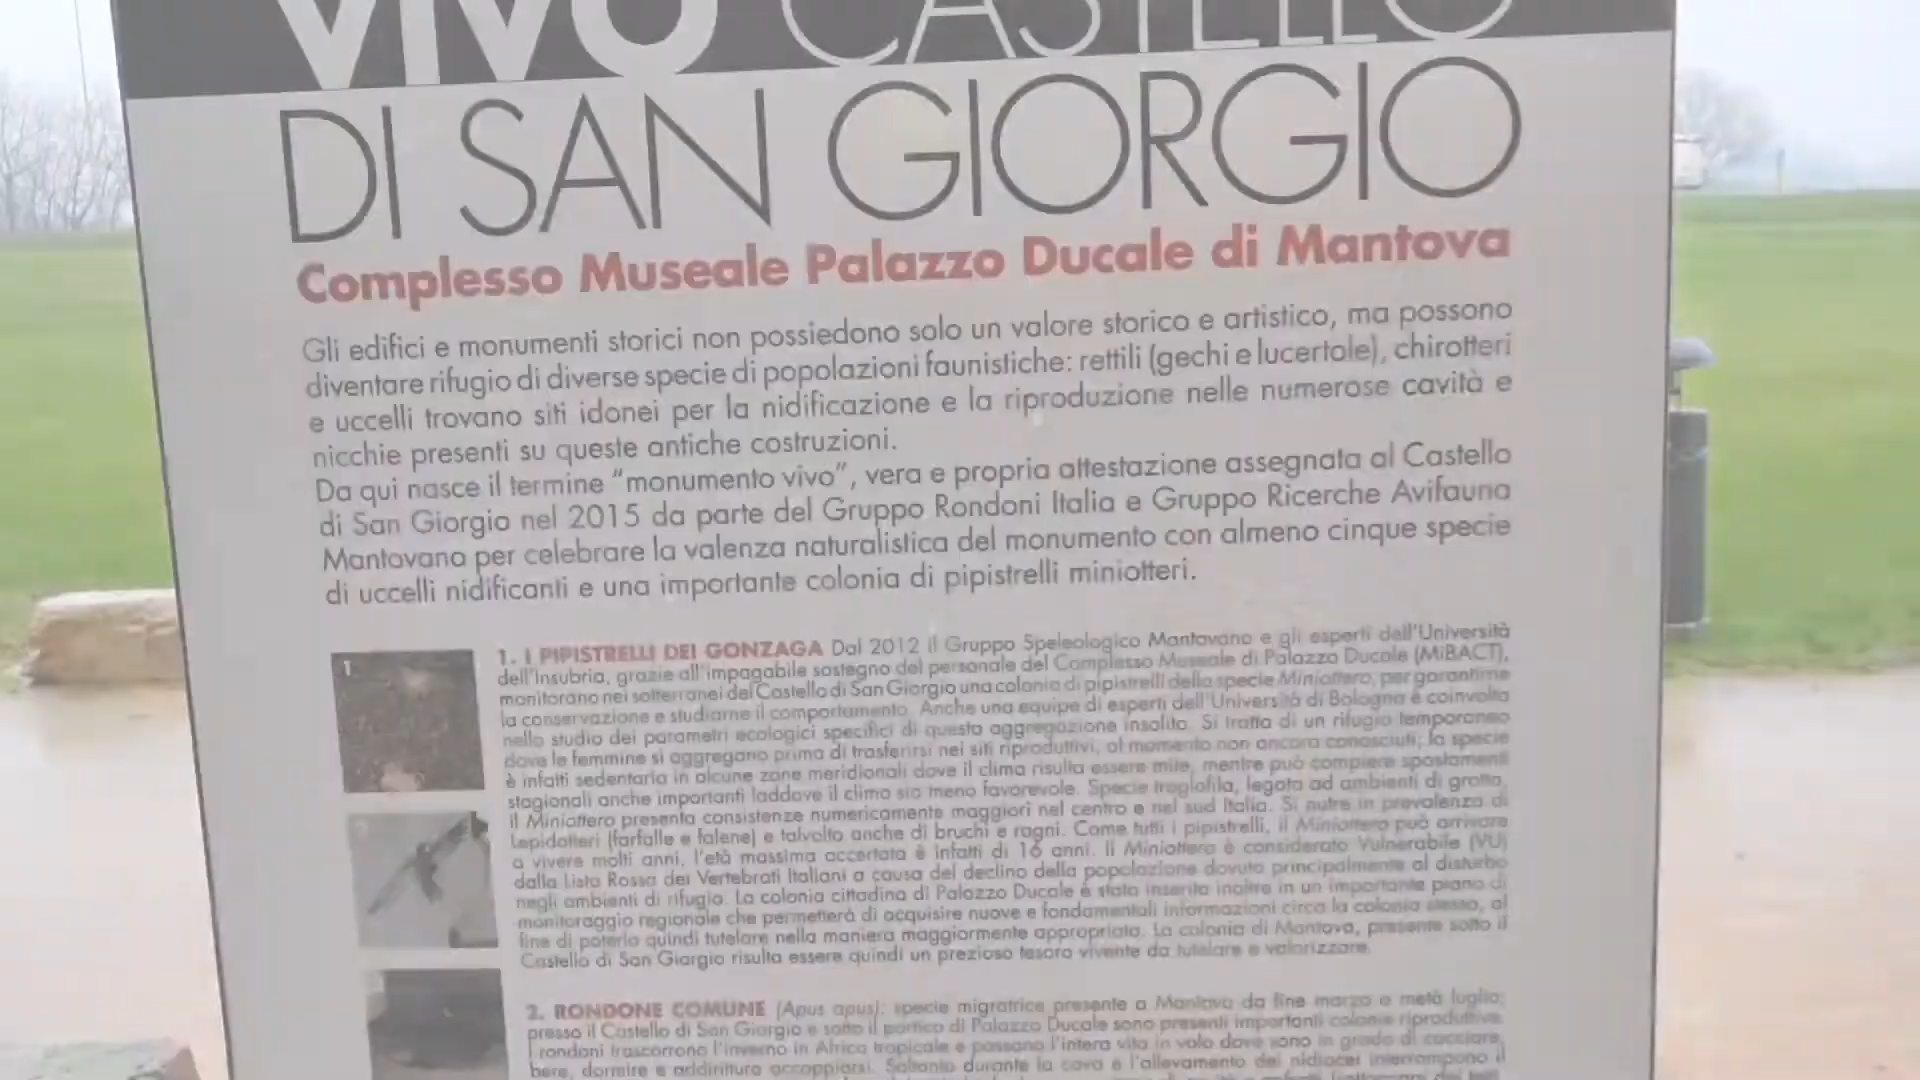 VIVO CASTELLO
DI SAN GIORGIO
Complesso Museale Palazzo Ducale di Mantova
Gli edifici e monumenti storici non possiedono solo un valore storico e artistico, ma possono
diventare rifugio di diverse specie di popolazioni faunistiche: rettili (gechi e lucertole), chirotteri
e uccelli trovano siti idonei per la nidificazione e la riproduzione nelle numerose cavità e
nicchie presenti su queste antiche costruzioni.
Da qui nasce il termine "monumento vivo", vera e propria attestazione assegnata al Castello
di San Giorgio nel 2015 da parte del Gruppo Rondoni Italia e Gruppo Ricerche Avifauna
Mantovano per celebrare la valenza naturalistica del monumento con almeno cinque specie
di uccelli nidificanti e una importante colonia di pipistrelli miniotteri.
1
1. I PIPISTRELLI DEI GONZAGA Dal 2012 il Gruppo Speleologico Mantovano e gli esperti dell'Università
dell'Insubria, grazie all'impagabile sostegno del personale del Complesso Museale di Palazzo Ducale (MiBACT),
monitorano nei sotterranei del Castello di San Giorgio una colonia di pipistrelli della specie Miniottero, per garantirne
la conservazione e studiarne il comportamento. Anche una equipe di esperti dell'Università di Bologna è coinvolta
nello studio dei parametri ecologici specifici di questa aggregazione insolita. Si tratta di un rifugio temporaneo
dove le femmine si aggregano prima di trasferirsi nei siti riproduttivi, al momento non ancora conosciuti; la specie
è infatti sedentaria in alcune zone meridionali dove il clima risulta essere mite, mentre può compiere spostamenti
stagionali anche importanti laddove il clima sia meno favorevole. Specie troglofila, legata ad ambienti di grotta,
il Miniottero presenta consistenze numericamente maggiori nel centro e nel sud Italia. Si nutre in prevalenza di
Lepidotteri (farfalle e falene) e talvolta anche di bruchi e ragni. Come tutti i pipistrelli, il Miniottero può arrivare
a vivere molti anni, l'età massima accertata è infatti di 16 anni. Il Miniottero è considerato Vulnerabile (VU)
dalla Lista Rossa dei Vertebrati Italiani a causa del declino della popolazione dovuto principalmente al disturbo
negli ambienti di rifugio. La colonia cittadina di Palazzo Ducale è stata inserita inoltre in un importante piano di
monitoraggio regionale che permetterà di acquisire nuove e fondamentali informazioni circa la colonia stessa, al
fine di poterla quindi tutelare nella maniera maggiormente appropriata. La colonia di Mantova, presente sotto il
Castello di San Giorgio risulta essere quindi un prezioso tesoro vivente da tutelare e valorizzare.
2. RONDONE COMUNE (Apus apus): specie migratrice presente a Mantova da fine marzo a metà luglio;
presso il Castello di San Giorgio e sotto il portico di Palazzo Ducale sono presenti importanti colonie riproduttive.
I rondoni trascorrono l'inverno in Africa tropicale e passano l'intera vita in volo dove sono in grado di cacciare,
bere, dormire e addirittura accoppiarsi. Soltanto durante la cova e l'allevamento dei nidiacei interrompono il